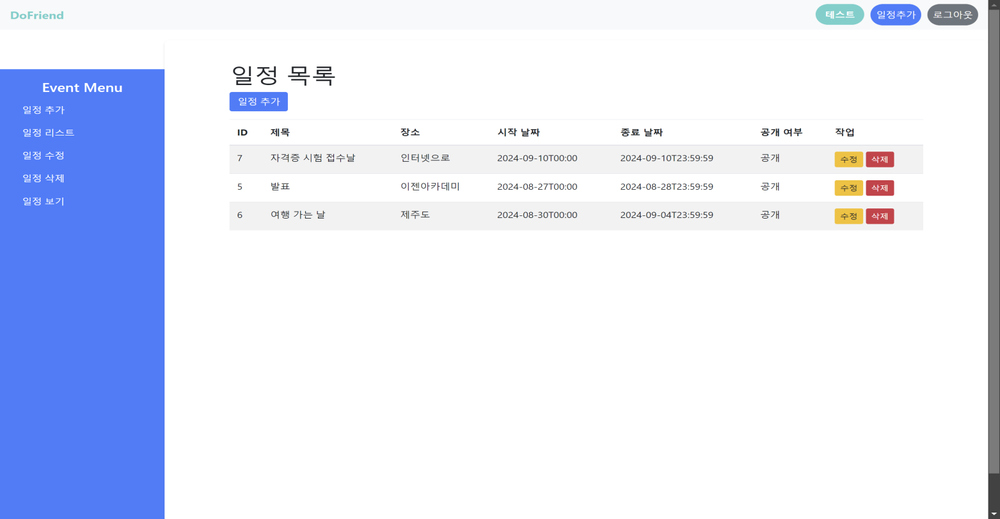 DoFriend 테스트 일정추가 로그아웃
Event Menu
일정 추가
일정 리스트
일정 수정
일정 삭제
일정 보기
일정 목록
일정 추가
ID 제목 장소 시작 날짜 종료 날짜 공개 여부 작업
7 자격증 시험 접수날 인터넷으로 2024-09-10T00:00 2024-09-10T23:59:59 공개 수정 삭제
5 발표 이젠아카데미 2024-08-27T00:00 2024-08-28T23:59:59 공개 수정 삭제
6 여행 가는 날 제주도 2024-08-30T00:00 2024-09-04T23:59:59 공개 수정 삭제